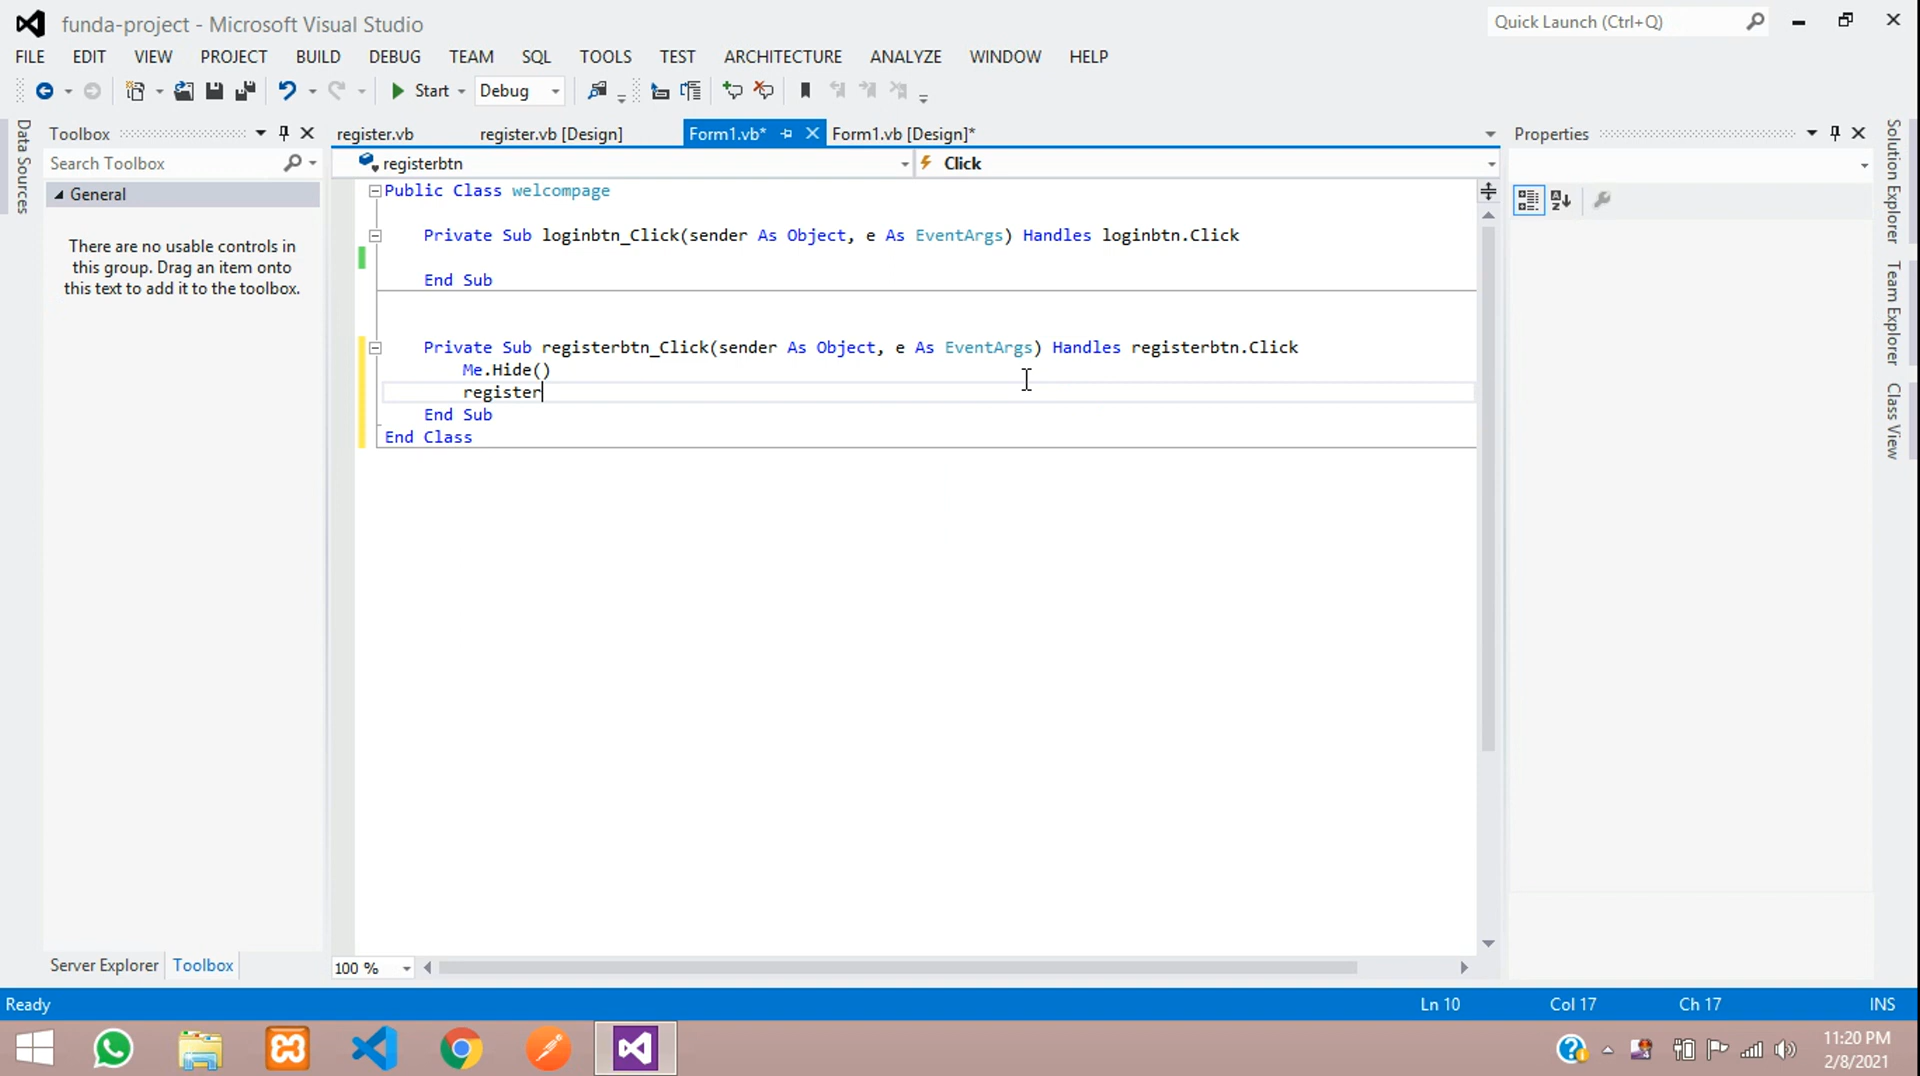 funda-project - Microsoft Visual Studio
Quick Launch (Ctrl+Q)
FILE EDIT VIEW PROJECT BUILD DEBUG TEAM SQL TOOLS TEST ARCHITECTURE ANALYZE WINDOW HELP
Start Debug
Data Sources
Toolbox
Search Toolbox
General
There are no usable controls in
this group. Drag an item onto
this text to add it to the toolbox.
Server Explorer Toolbox
register.vb register.vb [Design] Form1.vb* Form1.vb [Design]*
registerbtn Click
Public Class welcompage
Private Sub loginbtn_Click(sender As Object, e As EventArgs) Handles loginbtn.Click
End Sub
Private Sub registerbtn_Click(sender As Object, e As EventArgs) Handles registerbtn.Click
Me.Hide()
register
End Sub
End Class
100 %
Properties
Solution Explorer
Team Explorer
Class View
Ready Ln 10 Col 17 Ch 17 INS
11:20 PM
2/8/2021